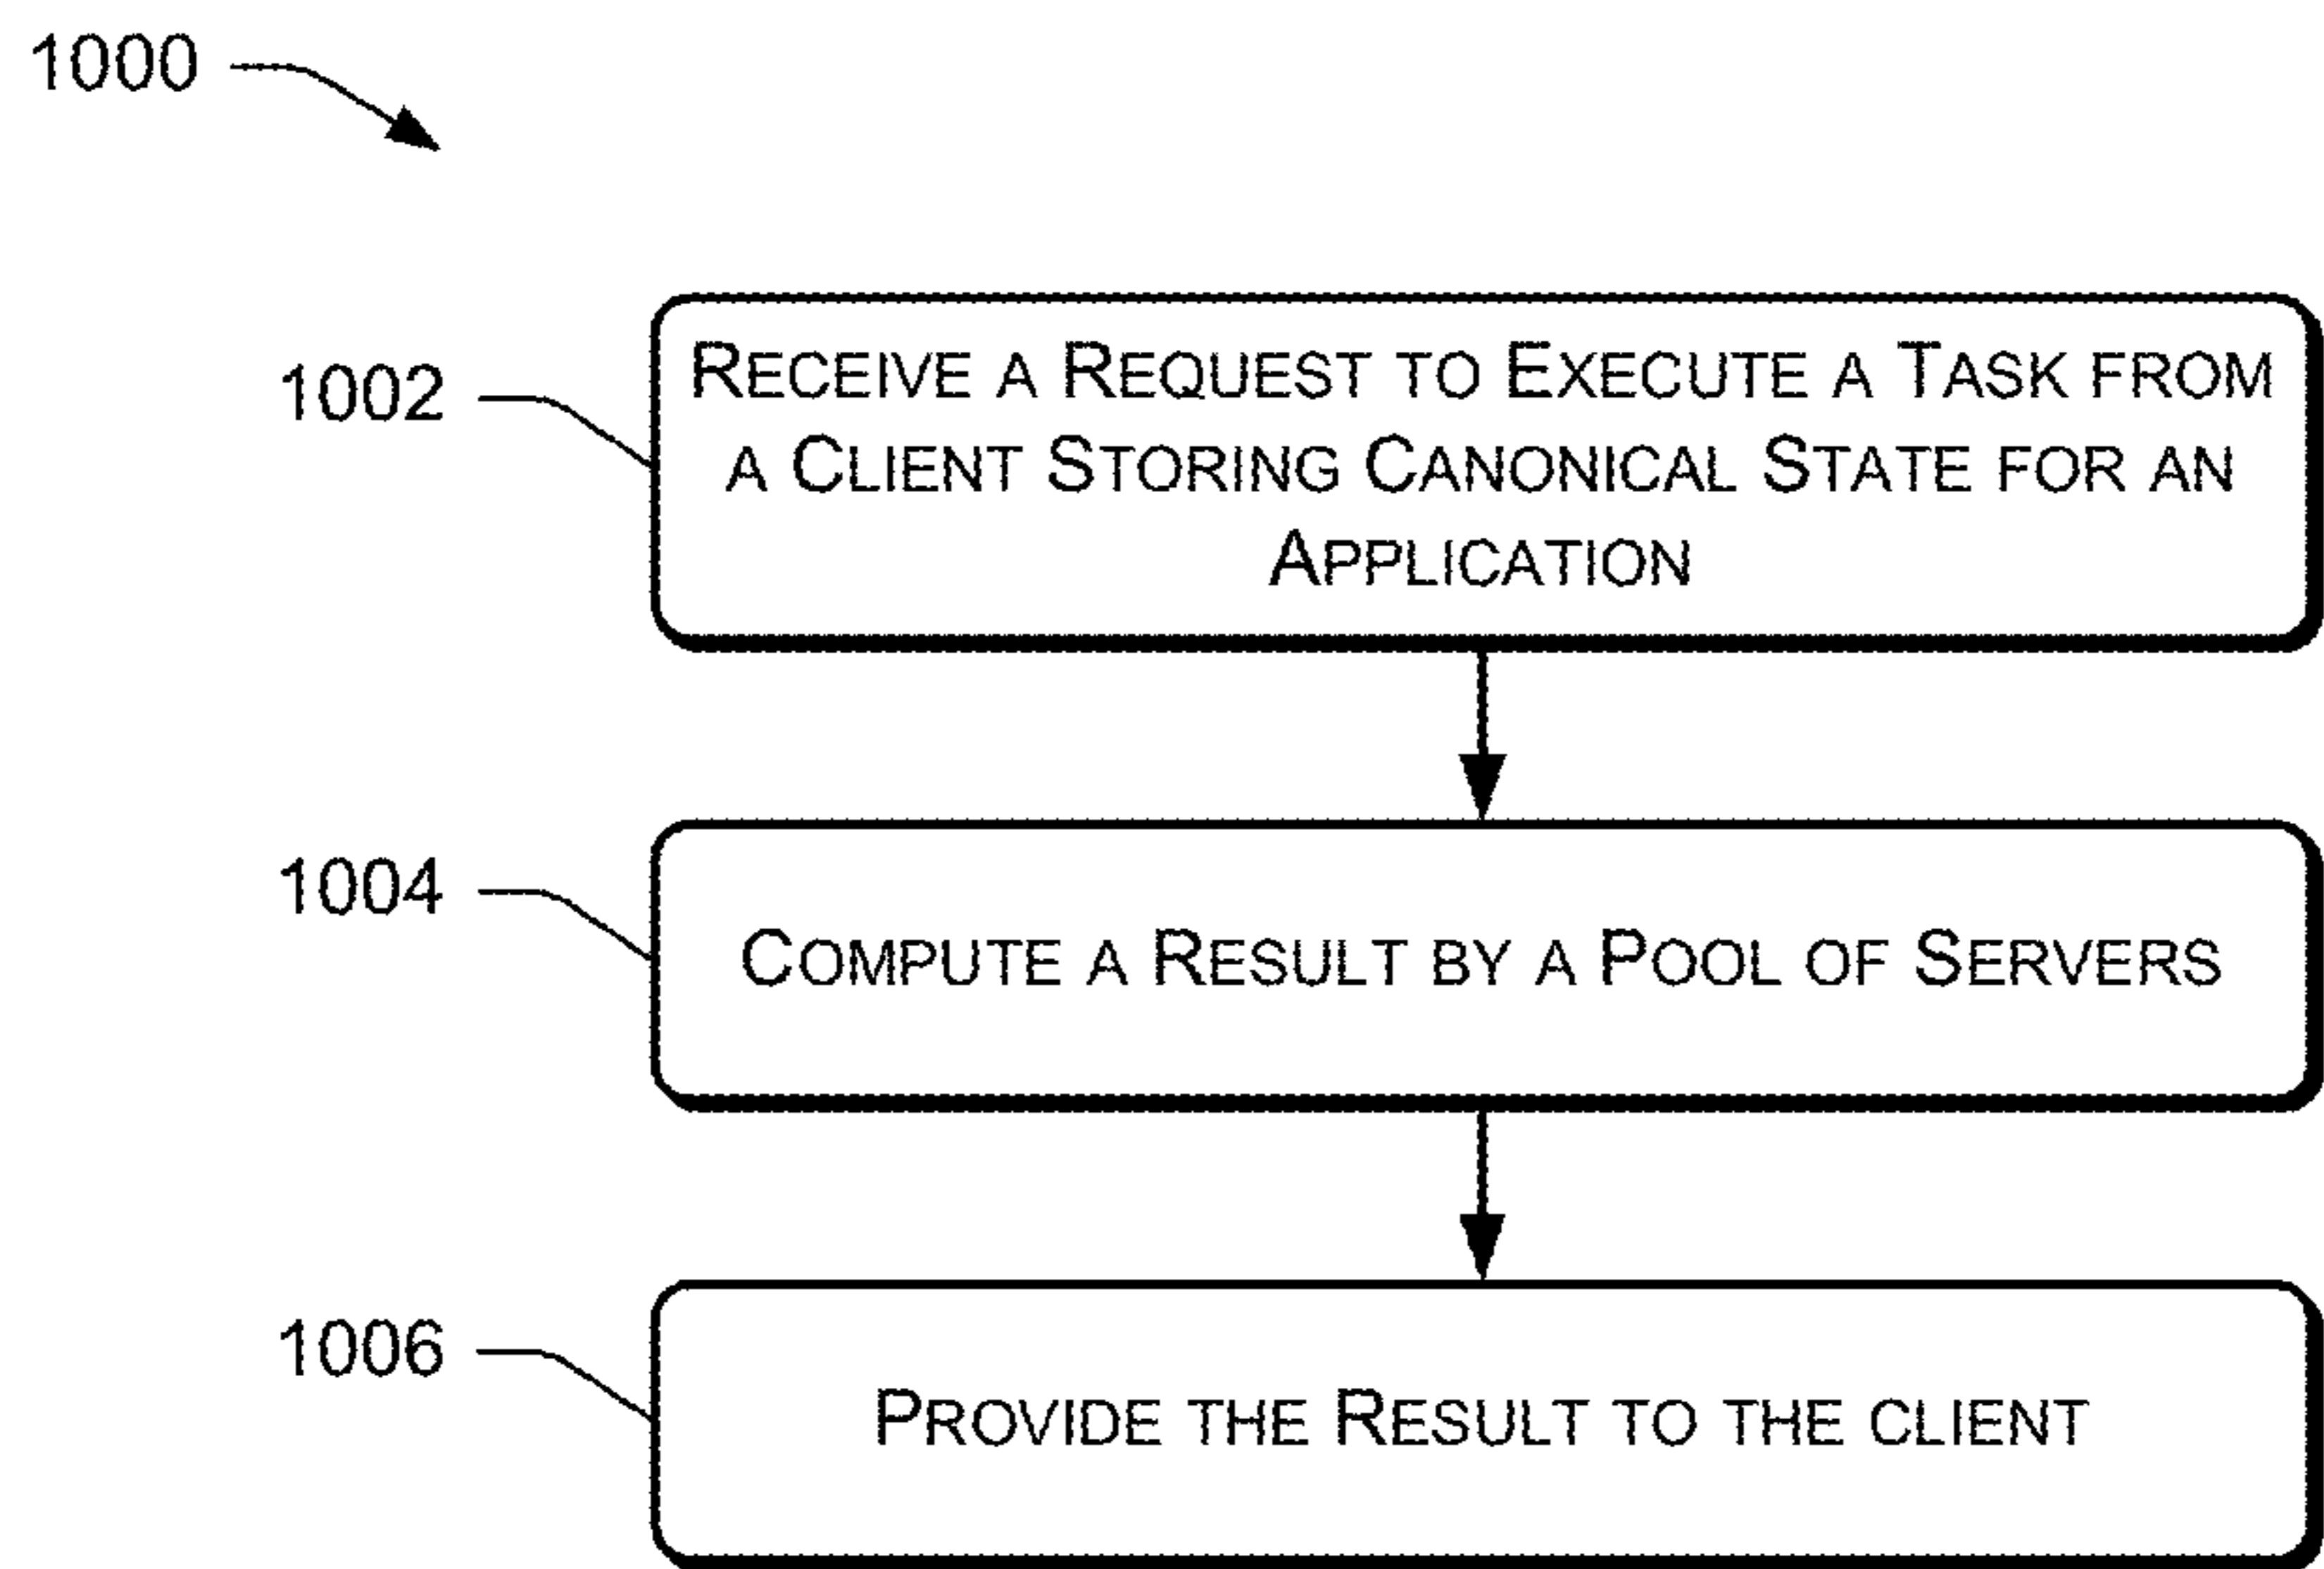 1000
1002
RECEIVE A REQUEST TO EXECUTE A TASK FROM
A CLIENT STORING CANONICAL STATE FOR AN
APPLICATION
1004
COMPUTE A RESULT BY A POOL OF SERVERS
1006
PROVIDE THE RESULT TO THE CLIENT